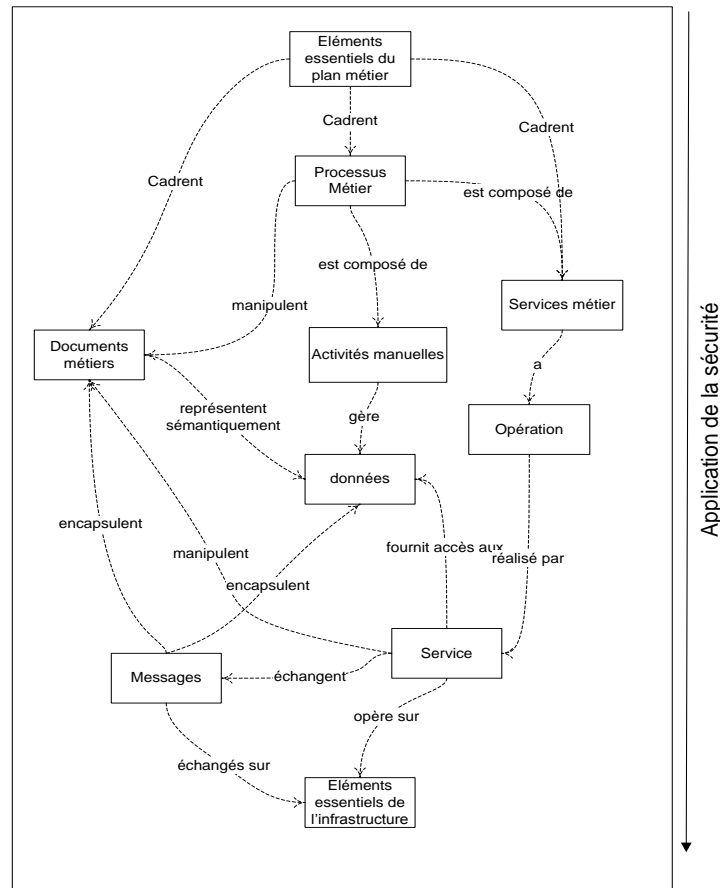 Eléments
essentiels du
plan métier
Cadrent
Cadrent
Cadrent
Processus
Métier
est composé de
est composé de
manipulent
Services métier
Documents
métiers
Activités manuelles
a
représentent
sémantiquement
gère
Opération
données
encapsulent
manipulent
fournit accès aux
réalisé par
encapsulent
Service
Messages
échangent
opère sur
échangés sur
Eléments
essentiels de
l'infrastructure
Application de la sécurité